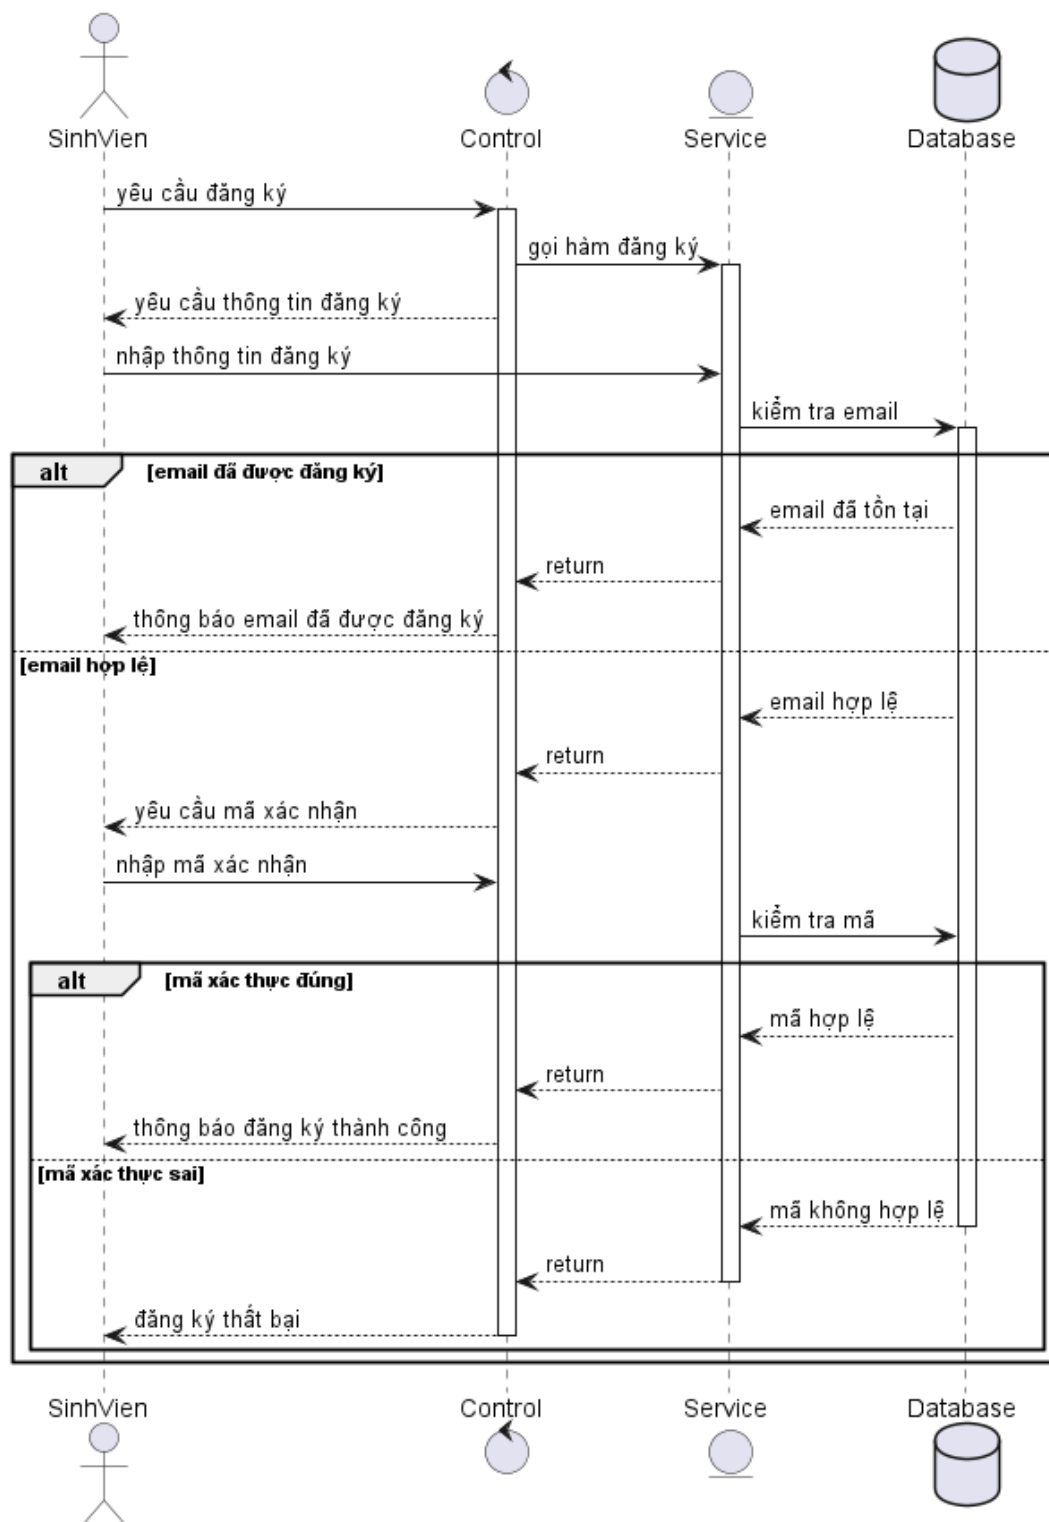 SinhVien
Control
Service
Database
yêu cầu đăng ký
gọi hàm đăng ký
yêu cầu thông tin đăng ký
nhập thông tin đăng ký
kiểm tra email
alt [email đã được đăng ký]
email đã tồn tại
return
thông báo email đã được đăng ký
[email hợp lệ]
email hợp lệ
return
yêu cầu mã xác nhận
nhập mã xác nhận
kiểm tra mã
alt [mã xác thực đúng]
mã hợp lệ
return
thông báo đăng ký thành công
[mã xác thực sai]
mã không hợp lệ
return
đăng ký thất bại
SinhVien
Control
Service
Database